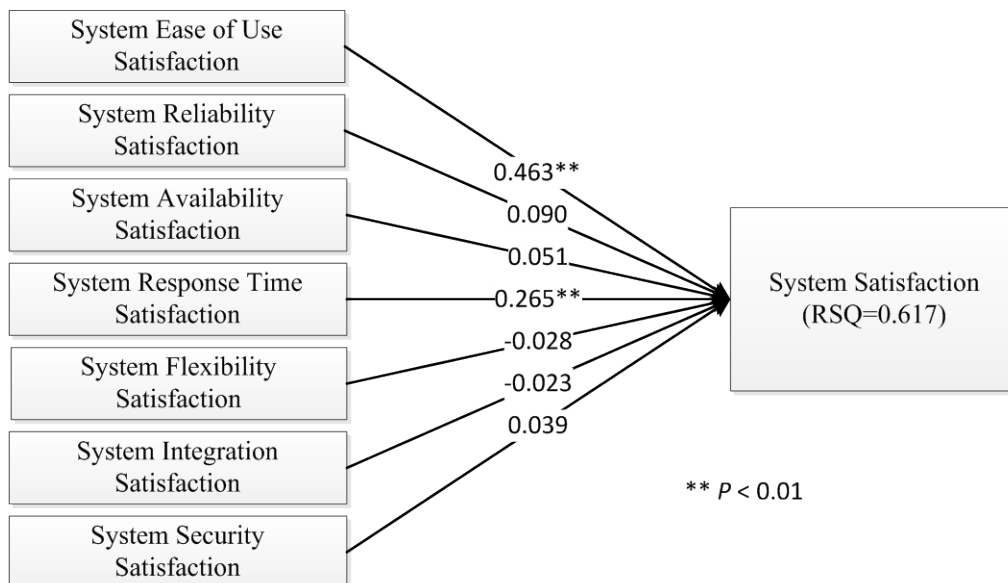 System Ease of Use
Satisfaction
System Reliability
Satisfaction
System Availability
Satisfaction
System Response Time
Satisfaction
System Flexibility
Satisfaction
System Integration
Satisfaction
System Security
Satisfaction
0.463**
0.090
0.051
0.265**
-0.028
-0.023
0.039
System Satisfaction
(RSQ=0.617)
** P < 0.01